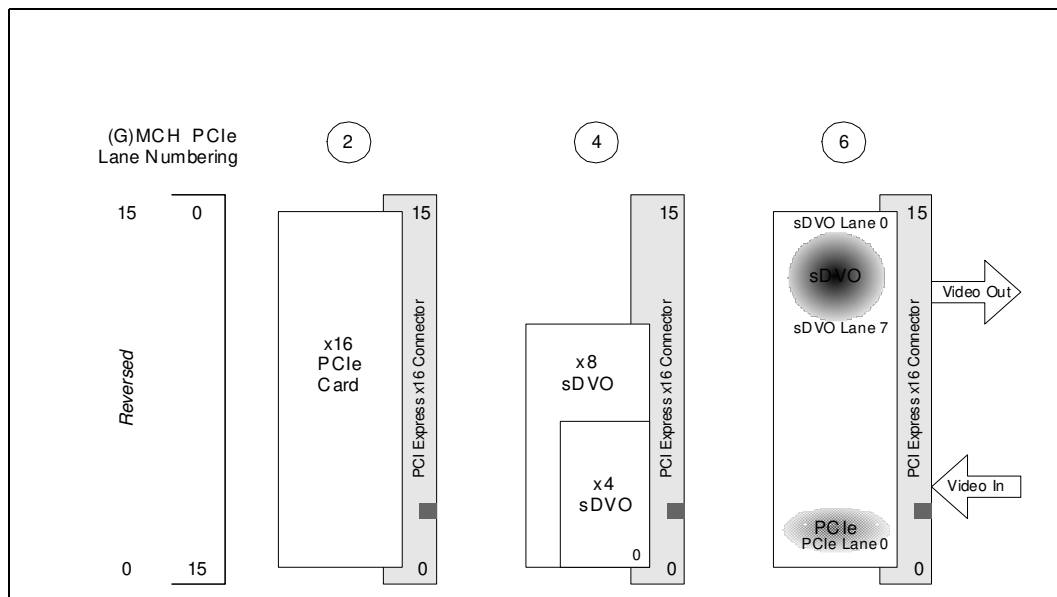 (G)MCH PCIe
Lane Numbering
2
4
6
15
0
Reversed
0
15
15
x16
PCIe
Card
PCI Express x16 Connector
0
15
x8
sDVO
x4
sDVO
0
PCI Express x16 Connector
0
15
sDVO Lane 0
sDVO
sDVO Lane 7
PCI Express x16 Connector
Video Out
Video In
PCIe
PCIe Lane 0
0